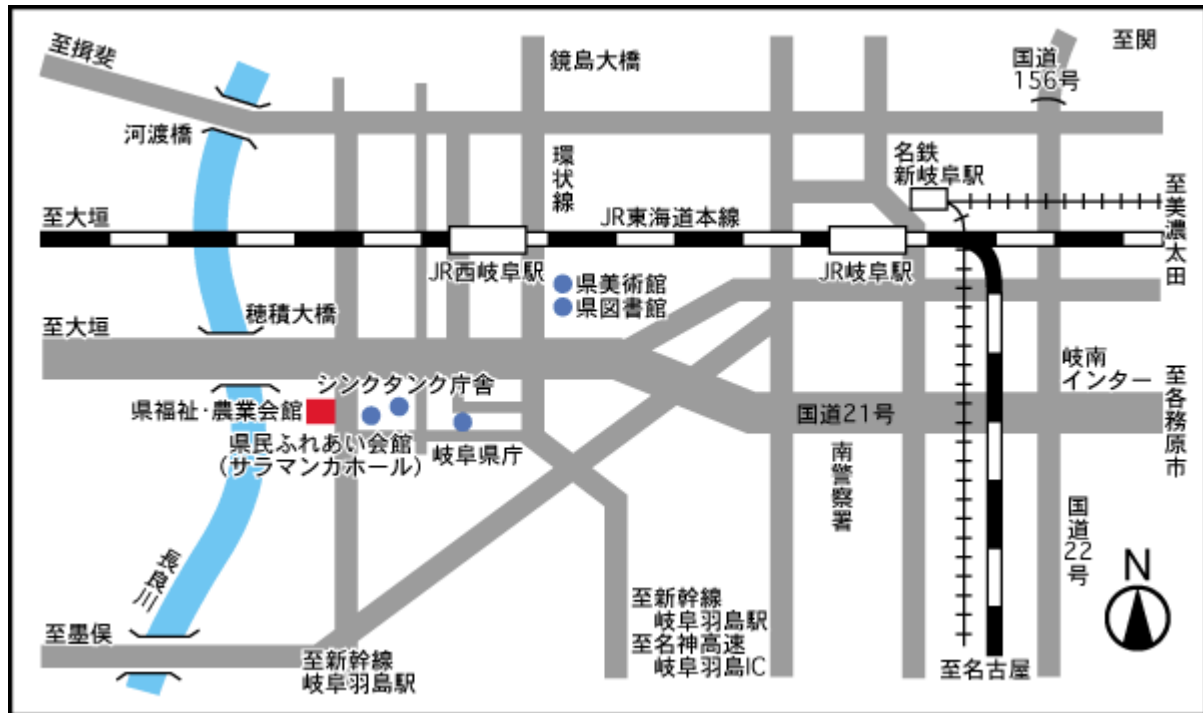 至揖斐
鏡島大橋
国道
156号
至関
河渡橋
環状線
名鉄
新岐阜駅
至美濃太田
至大垣
JR東海道本線
JR西岐阜駅
JR岐阜駅
県美術館
県図書館
穂積大橋
至大垣
岐南
インター
至各務原市
シンクタンク庁舎
県福祉・農業会館
国道21号
県民ふれあい会館
(サラマンカホール)
岐阜県庁
南警察署
国道22号
長良川
N
至新幹線
岐阜羽島駅
至名神高速
岐阜羽島IC
至墨俣
至新幹線
岐阜羽島駅
至名古屋